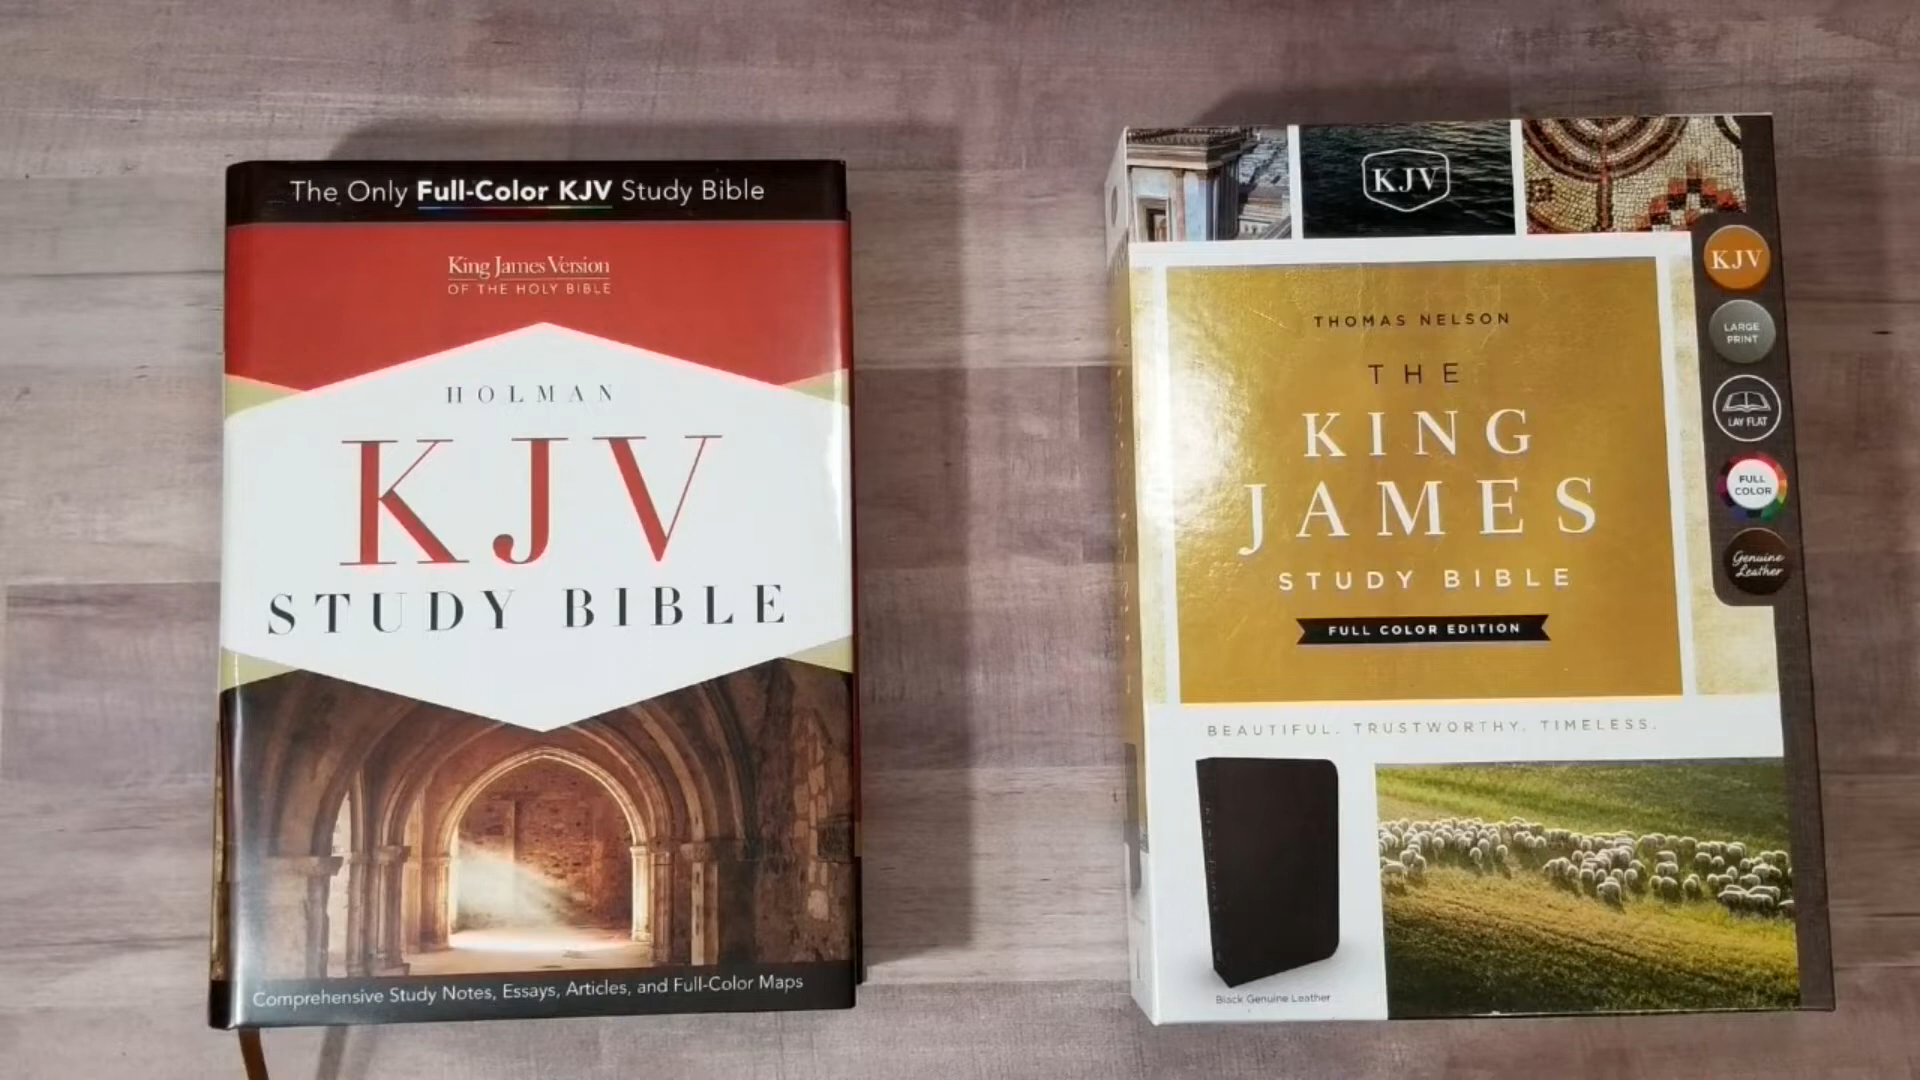 The Only Full-Color KJV Study Bible
King James Version
OF THE HOLY BIBLE
HOLMAN
KJV
STUDY BIBLE
Comprehensive Study Notes, Essays, Articles, and Full-Color Maps
KJV
KJV
LARGE
PRINT
LAY FLAT
FULL
COLOR
Genuine
Leather
THOMAS NELSON
THE
KING
JAMES
STUDY BIBLE
FULL COLOR EDITION
BEAUTIFUL. TRUSTWORTHY. TIMELESS.
Black Genuine Leather